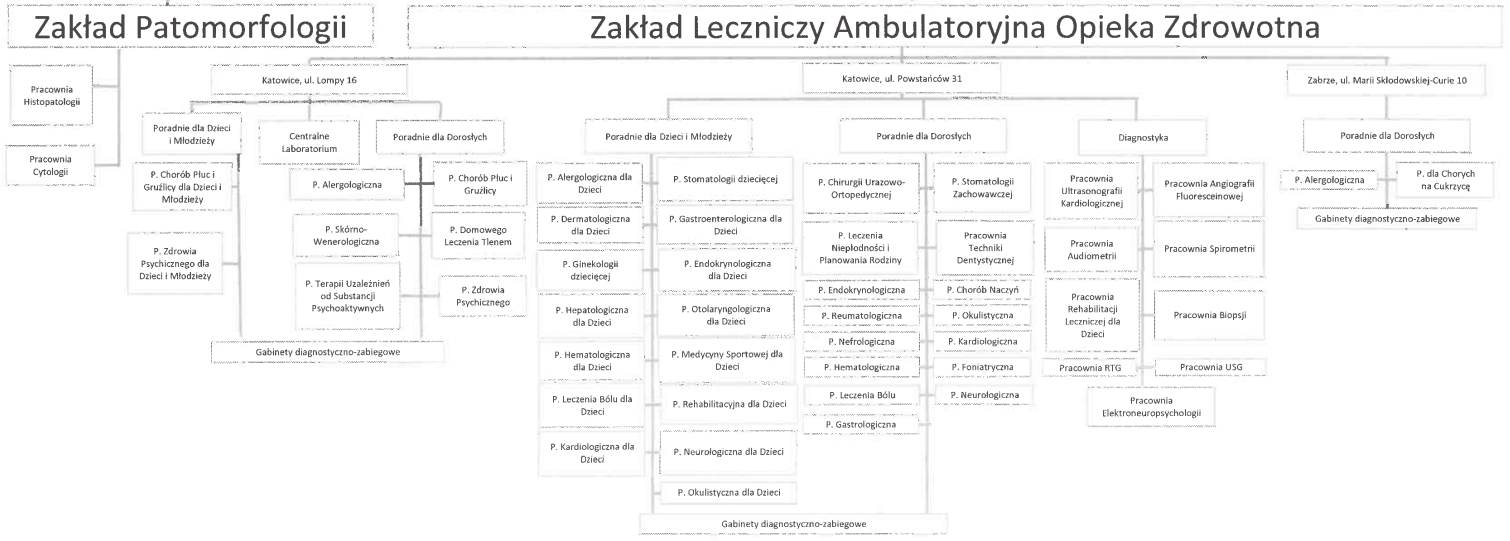 Zakład Patomorfologii
Pracownia
Histopatologii
Pracownia
Cytologii
Zakład Leczniczy Ambulatoryjna Opieka Zdrowotna
Katowice, ul. Lompy 16
Poradnie dla Dzieci
i Młodzieży
P. Chorób Płuc i
Gruźlicy dla Dzieci i
Młodzieży
P. Zdrowia
Psychicznego dla
Dzieci i Młodzieży
Centralne
Laboratorium
Poradnie dla Dorosłych
P. Alergologiczna
P. Chorób Płuc i
Gruźlicy
P. Skórno-
Wenerologiczna
P. Domowego
Leczenia Tlenem
P. Terapii Uzależnień
od Substancji
Psychoaktywnych
P. Zdrowia
Psychicznego
Gabinety diagnostyczno-zabiegowe
Katowice, ul. Powstańców 31
Poradnie dla Dzieci i Młodzieży
P. Alergologiczna dla
Dzieci
P. Stomatologii dziecięcej
P. Dermatologiczna
dla Dzieci
P. Gastroenterologiczna dla
Dzieci
P. Ginekologii
dziecięcej
P. Endokrynologiczna
dla Dzieci
P. Hepatologiczna
dla Dzieci
P. Otolaryngologiczna
dla Dzieci
P. Hematologiczna
dla Dzieci
P. Medycyny Sportowej dla
Dzieci
P. Leczenia Bólu dla
Dzieci
P. Rehabilitacyjna dla Dzieci
P. Kardiologiczna dla
Dzieci
P. Neurologiczna dla Dzieci
P. Okulistyczna dla Dzieci
Poradnie dla Dorosłych
P. Chirurgii Urazowo-
Ortopedycznej
P. Stomatologii
Zachowawczej
P. Leczenia
Niepłodności i
Planowania Rodziny
Pracownia
Techniki
Dentystycznej
P. Endokrynologiczna
P. Chorób Naczyń
P. Reumatologiczna
P. Okulistyczna
P. Nefrologiczna
P. Kardiologiczna
P. Hematologiczna
P. Foniatryczna
P. Leczenia Bólu
P. Neurologiczna
P. Gastrologiczna
Gabinety diagnostyczno-zabiegowe
Diagnostyka
Pracownia
Ultrasonografii
Kardiologicznej
Pracownia Angiografii
Fluoresceinowej
Pracownia
Audiometrii
Pracownia Spirometrii
Pracownia
Rehabilitacji
Leczniczej dla
Dzieci
Pracownia Biopsji
Pracownia RTG
Pracownia USG
Pracownia
Elektroneuropsychologii
Zabrze, ul. Marii Skłodowskiej-Curie 10
Poradnie dla Dorosłych
P. Alergologiczna
P. dla Chorych
na Cukrzycę
Gabinety diagnostyczno-zabiegowe